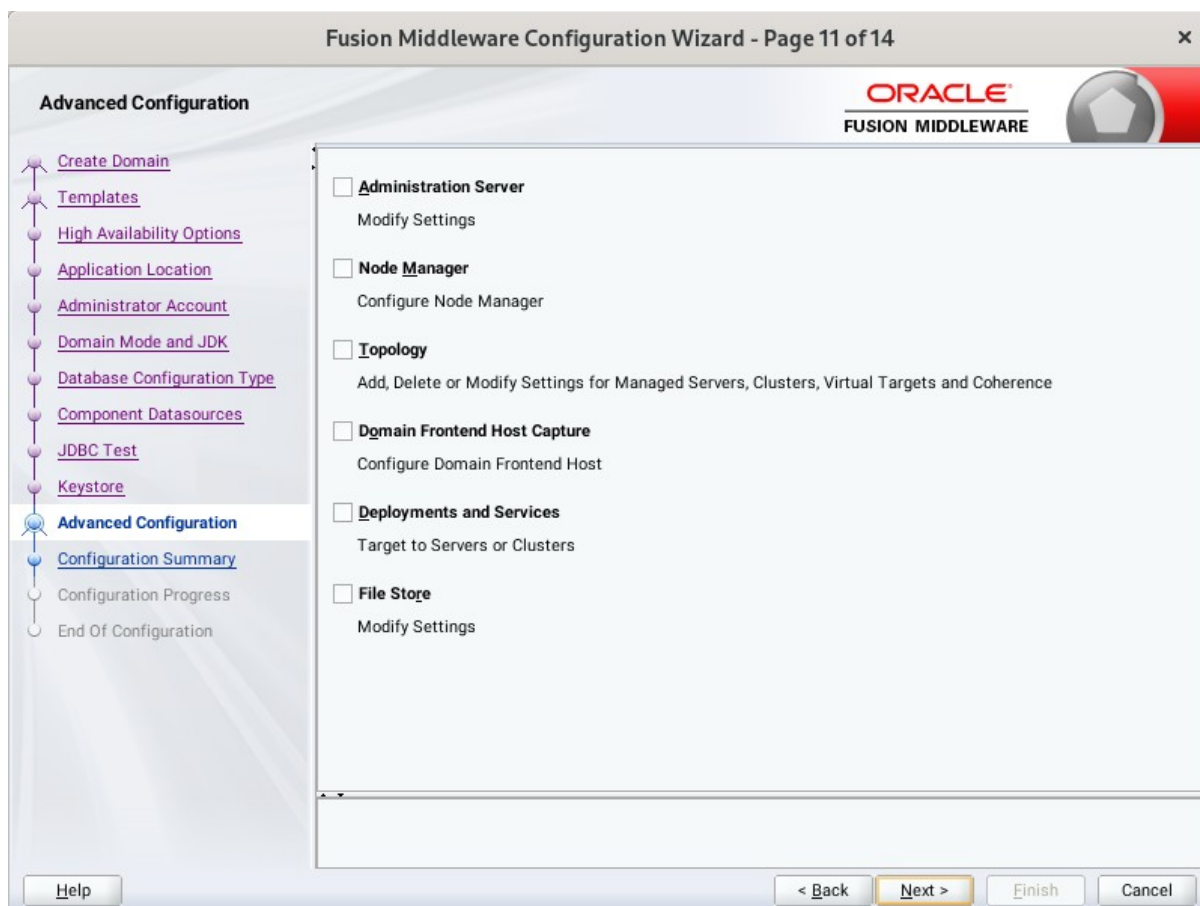 Fusion Middleware Configuration Wizard - Page 11 of 14
×
Advanced Configuration
ORACLE
FUSION MIDDLEWARE
Create Domain
Templates
High Availability Options
Application Location
Administrator Account
Domain Mode and JDK
Database Configuration Type
Component Datasources
JDBC Test
Keystore
Advanced Configuration
Configuration Summary
Configuration Progress
End Of Configuration
Administration Server
Modify Settings
Node Manager
Configure Node Manager
Topology
Add, Delete or Modify Settings for Managed Servers, Clusters, Virtual Targets and Coherence
Domain Frontend Host Capture
Configure Domain Frontend Host
Deployments and Services
Target to Servers or Clusters
File Store
Modify Settings
Help
< Back
Next >
Finish
Cancel